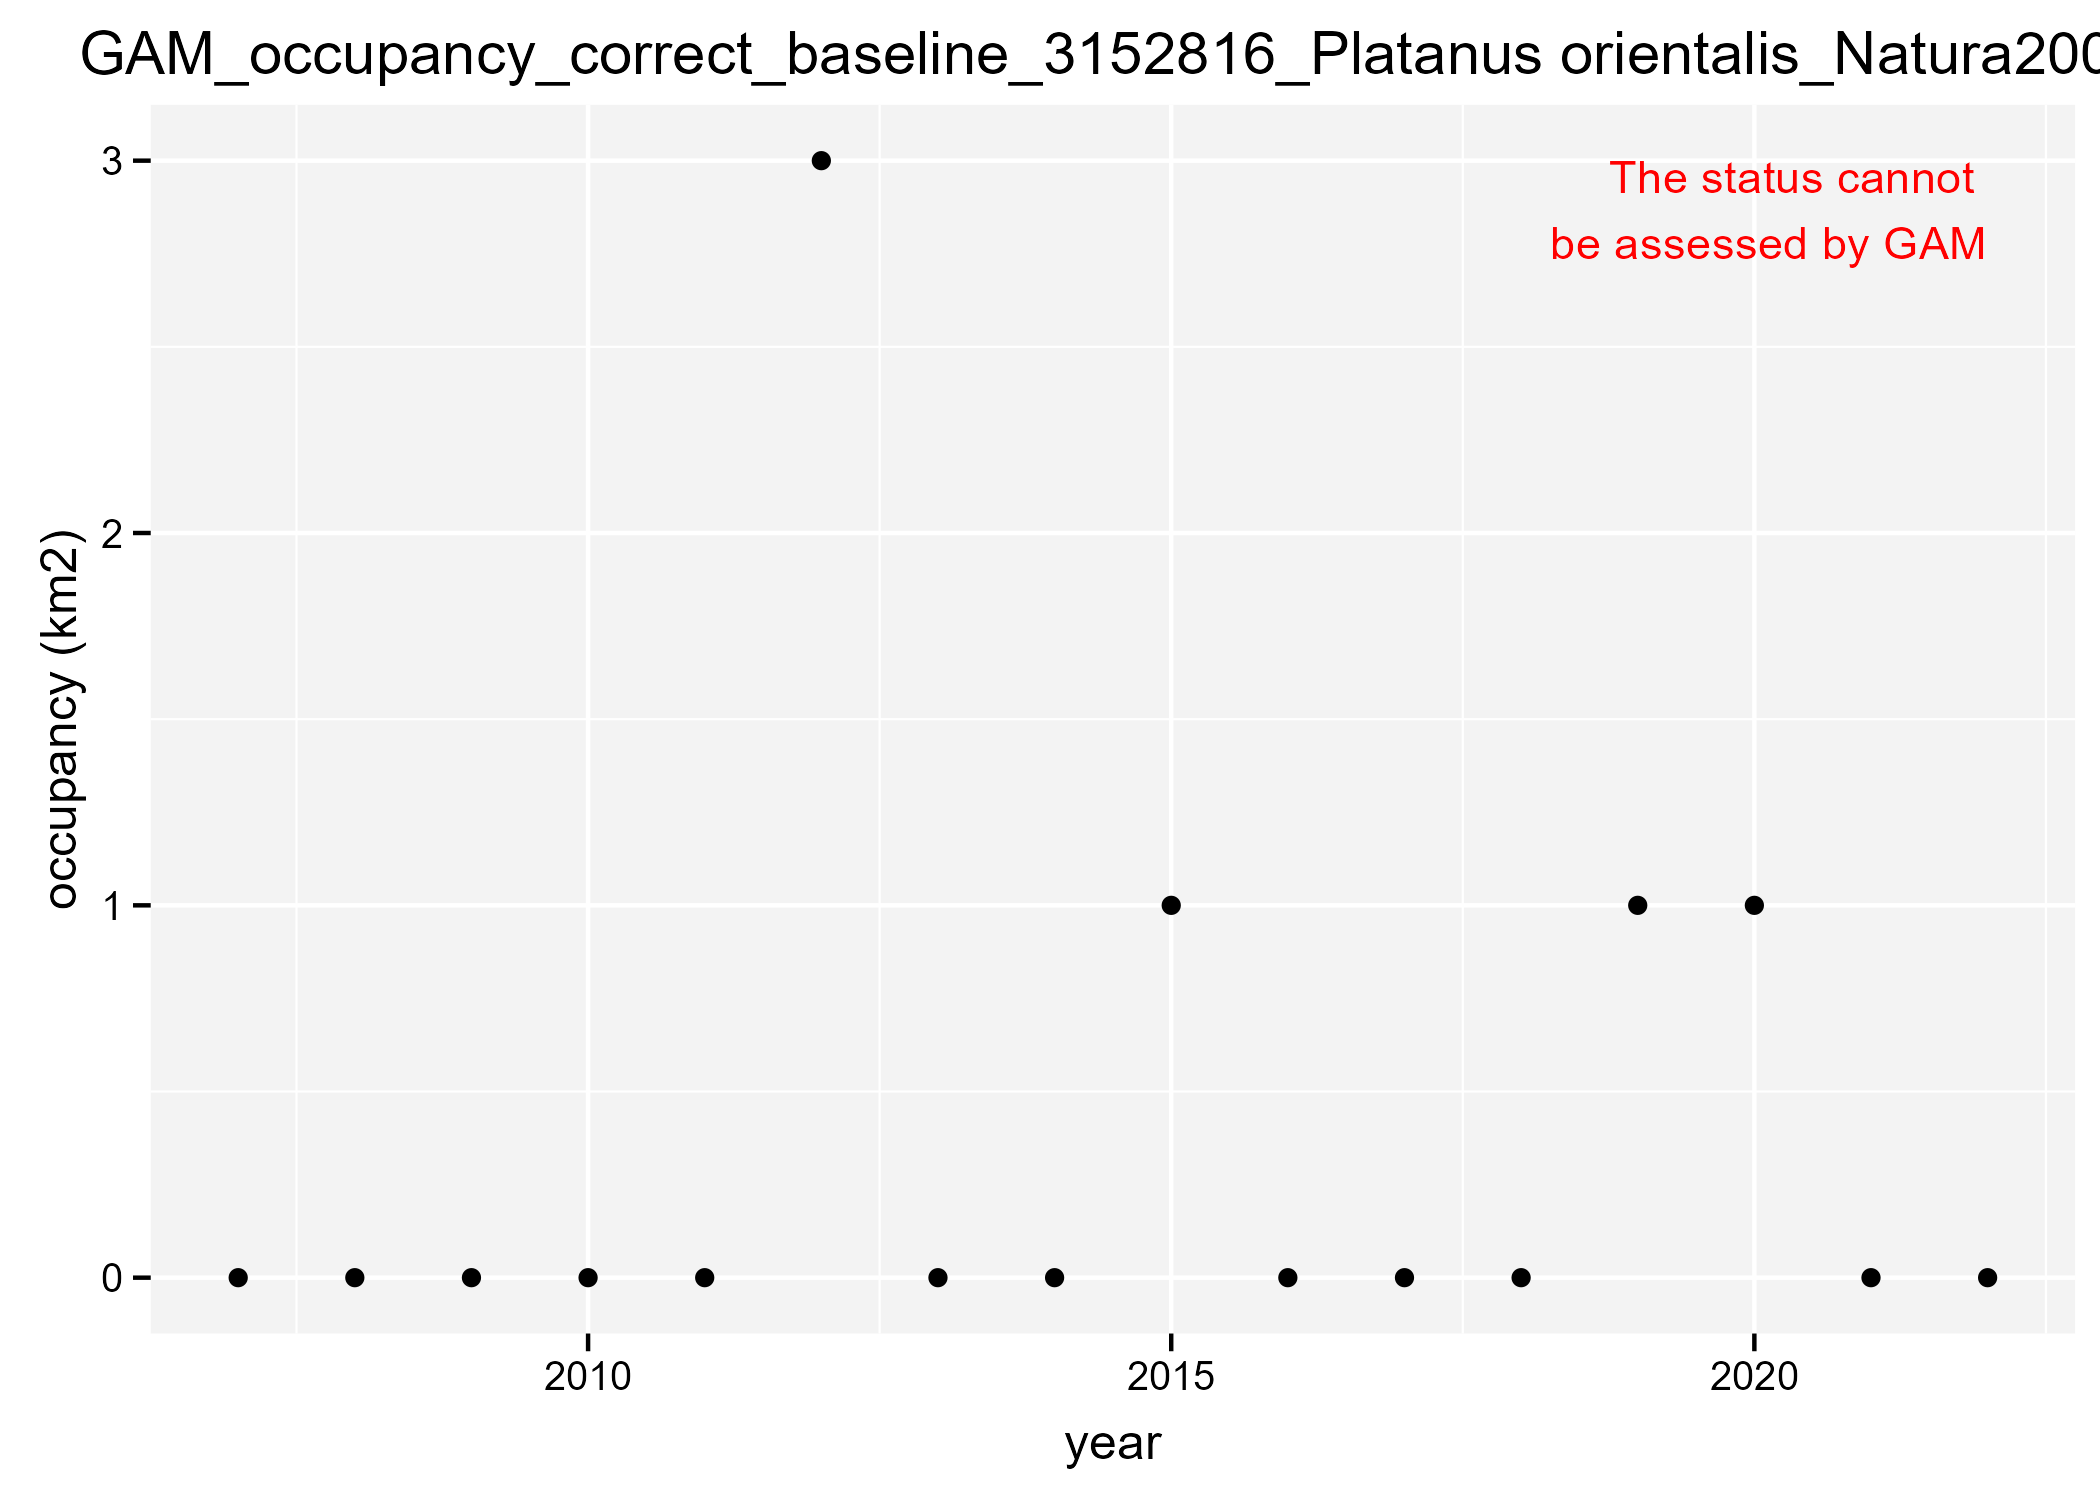 GAM_occupancy_correct_baseline_3152816_Platanus orientalis_Natura200
3
The status cannot
be assessed by GAM
2
occupancy (km2)
1
0
2010 2015 2020
year